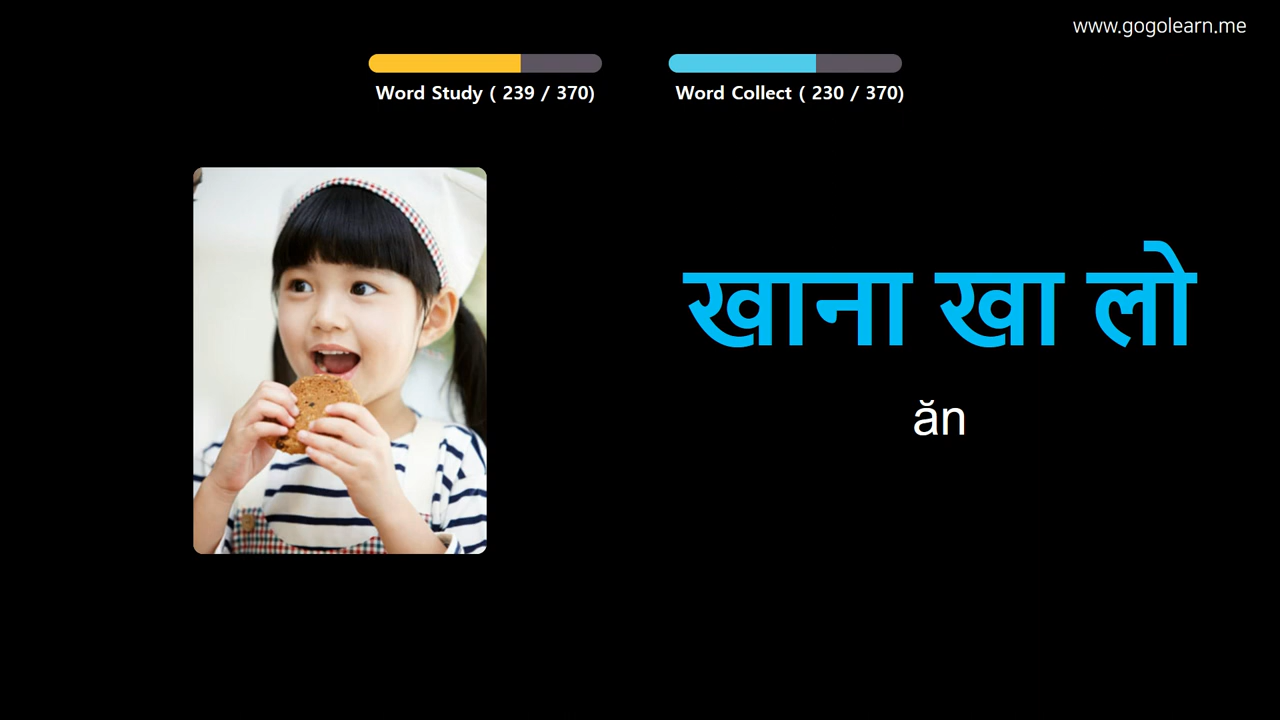 www.gogolearn.me
Word Study ( 239 / 370)
Word Collect ( 230 / 370)
खाना खा लो
ăn